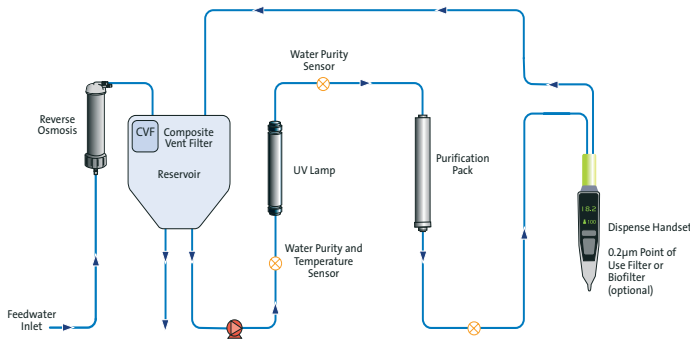 Water Purity
Sensor
Reverse
Osmosis
CVF
Composite
Vent Filter
Reservoir
UV Lamp
Purification
Pack
18.2
100
Dispense Handset
0.2µm Point of
Use Filter or
Biofilter
(optional)
Water Purity and
Temperature
Sensor
Feedwater
Inlet